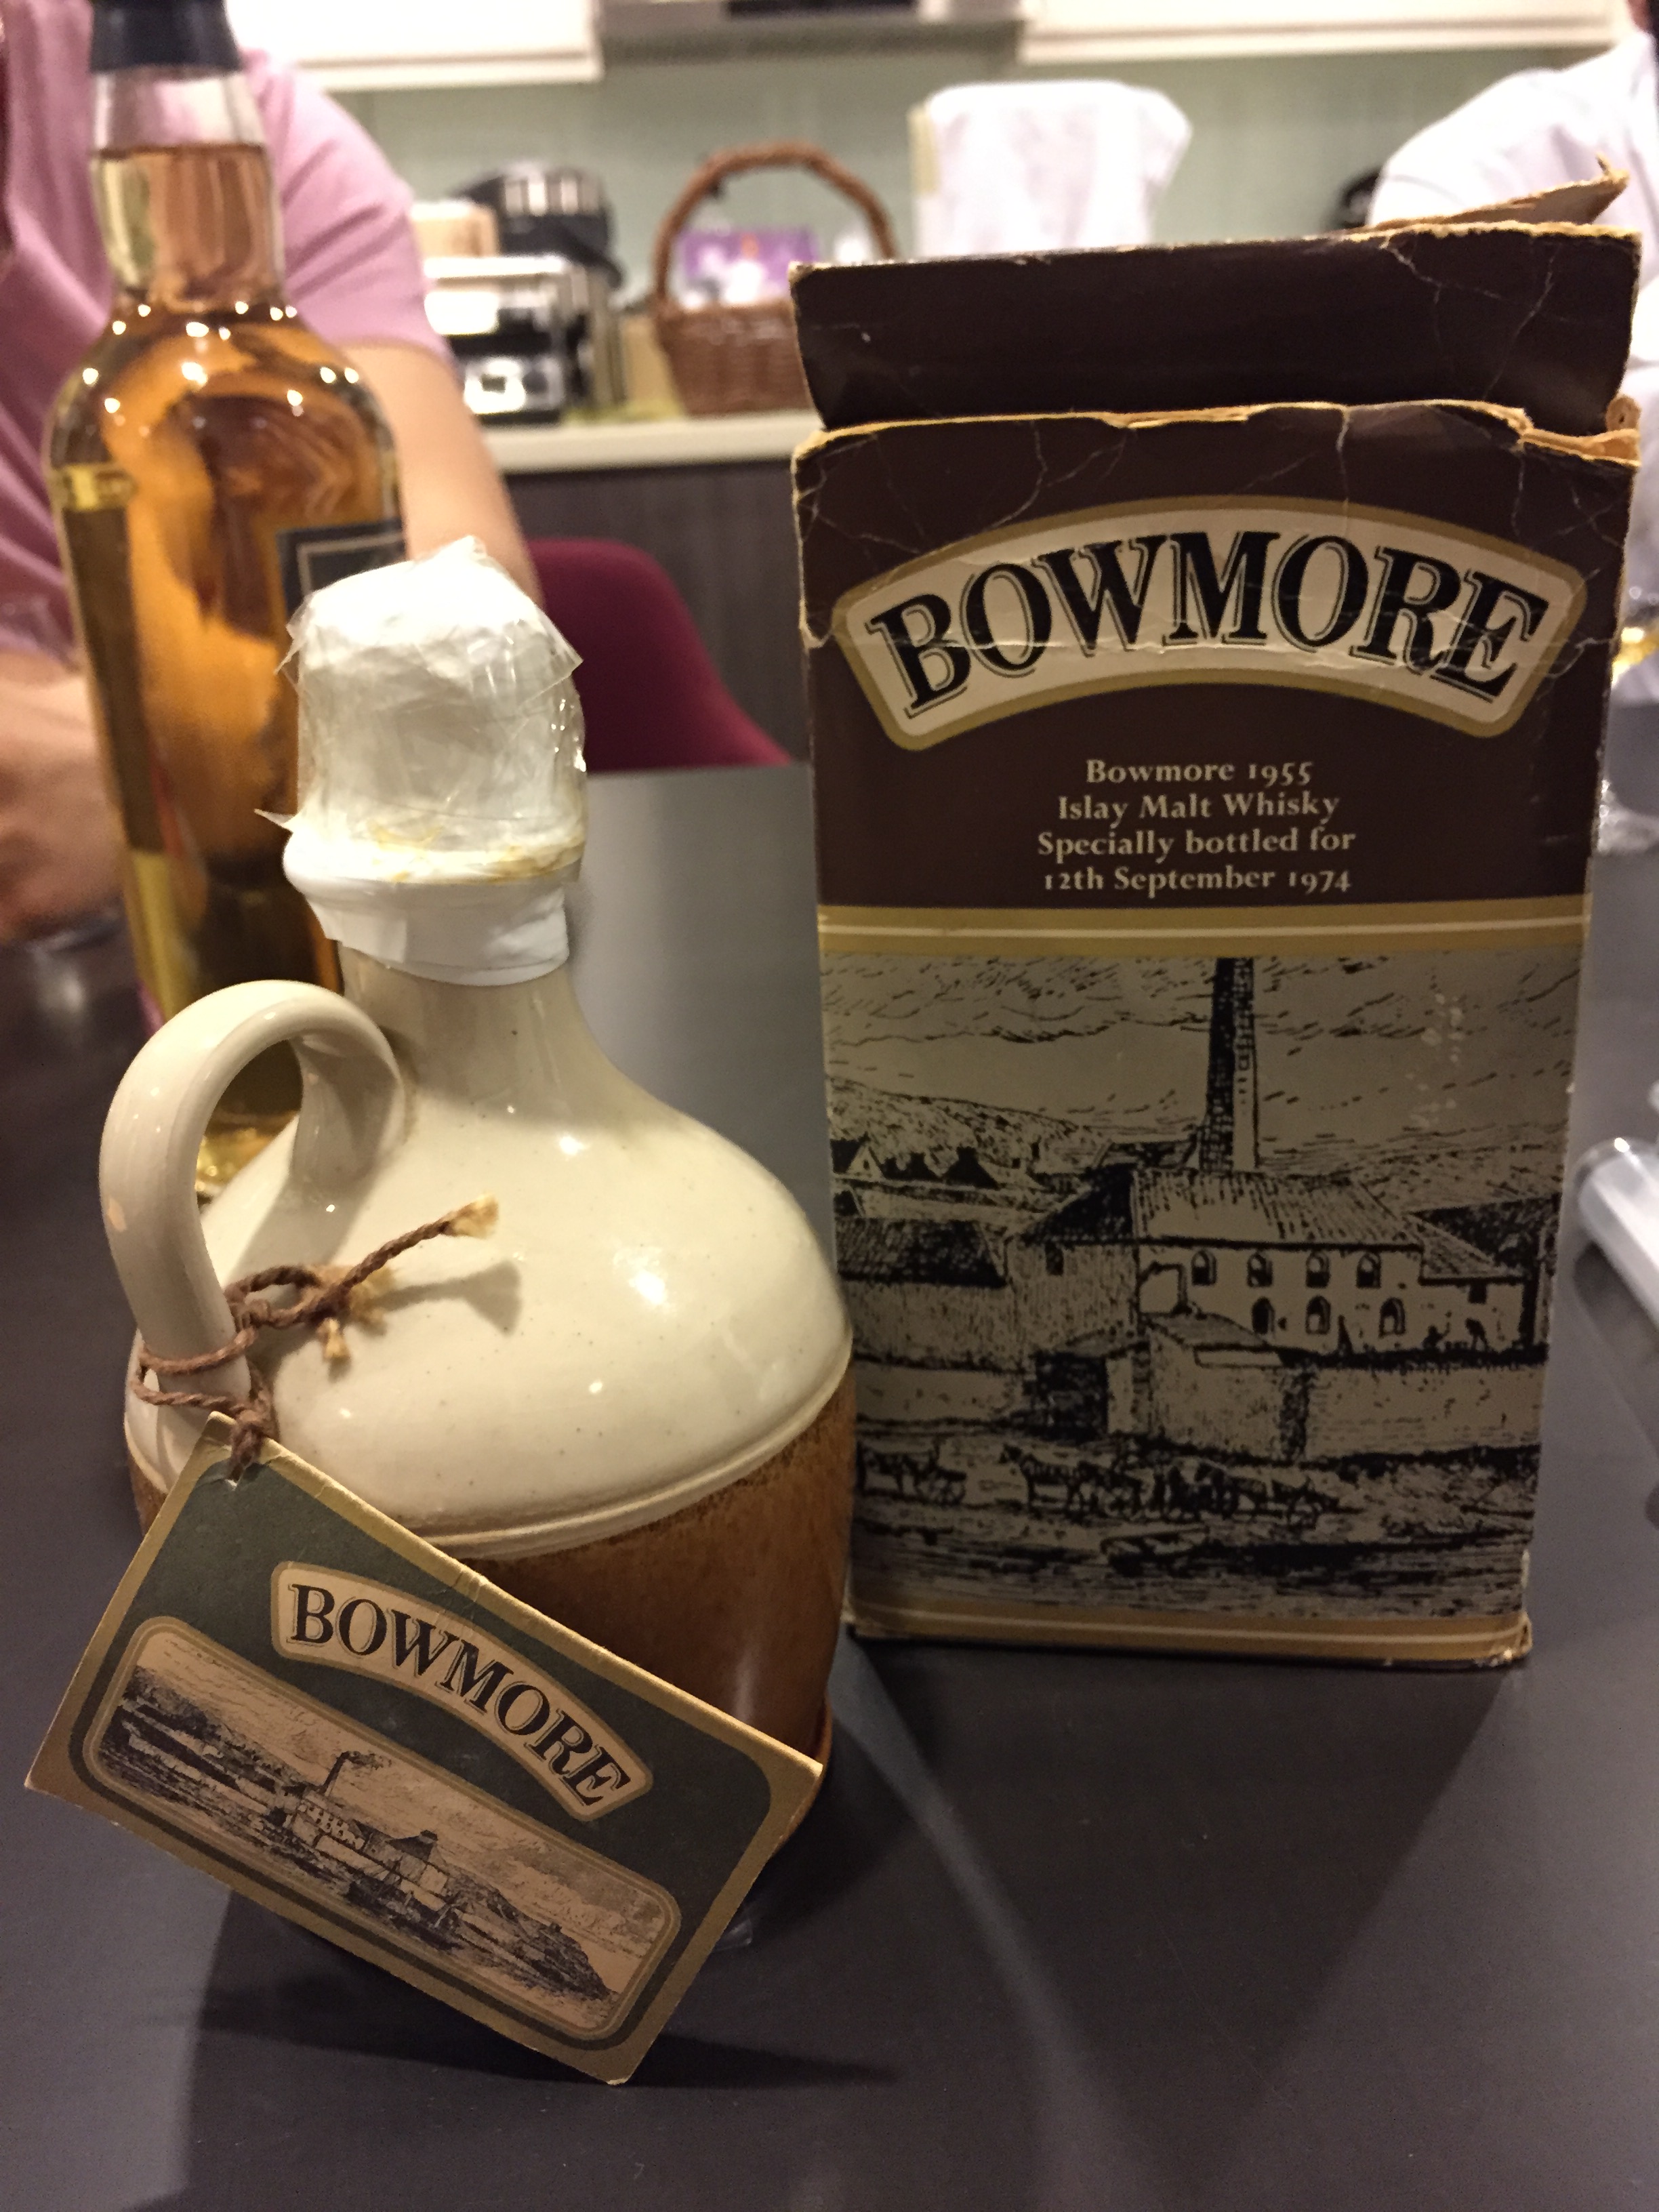 BOWMORE
Bowmore 1955
Islay Malt Whisky
Specially bottled for
12th September 1974
BOWMORE